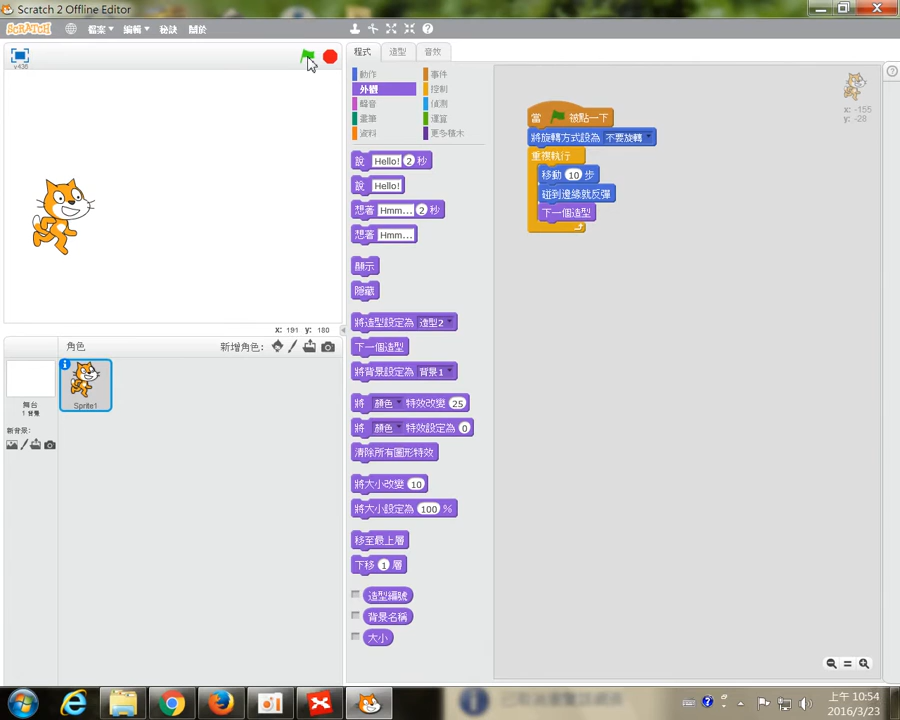 Scratch 2 Offline Editor
SCRATCH 檔案 編輯 秘訣 關於
v438
程式 造型 音效
動作 事件
外觀 控制
聲音 偵測
畫筆 運算
資料 更多積木
說 Hello! 2 秒
說 Hello!
想著 Hmm... 2 秒
想著 Hmm...
顯示
隱藏
將造型設定為 造型2
下一個造型
將背景設定為 背景1
將 顏色 特效改變 25
將 顏色 特效設定為 0
清除所有圖形特效
將大小改變 10
將大小設定為 100 %
移至最上層
下移 1 層
造型編號
背景名稱
大小
當 被點一下
將旋轉方式設為 不要旋轉
重複執行
移動 10 步
碰到邊緣就反彈
下一個造型
x: -155
y: -28
x: 191 y: 180
角色 新增角色:
舞台
1 背景
新背景:
Sprite1
上午 10:54
2016/3/23